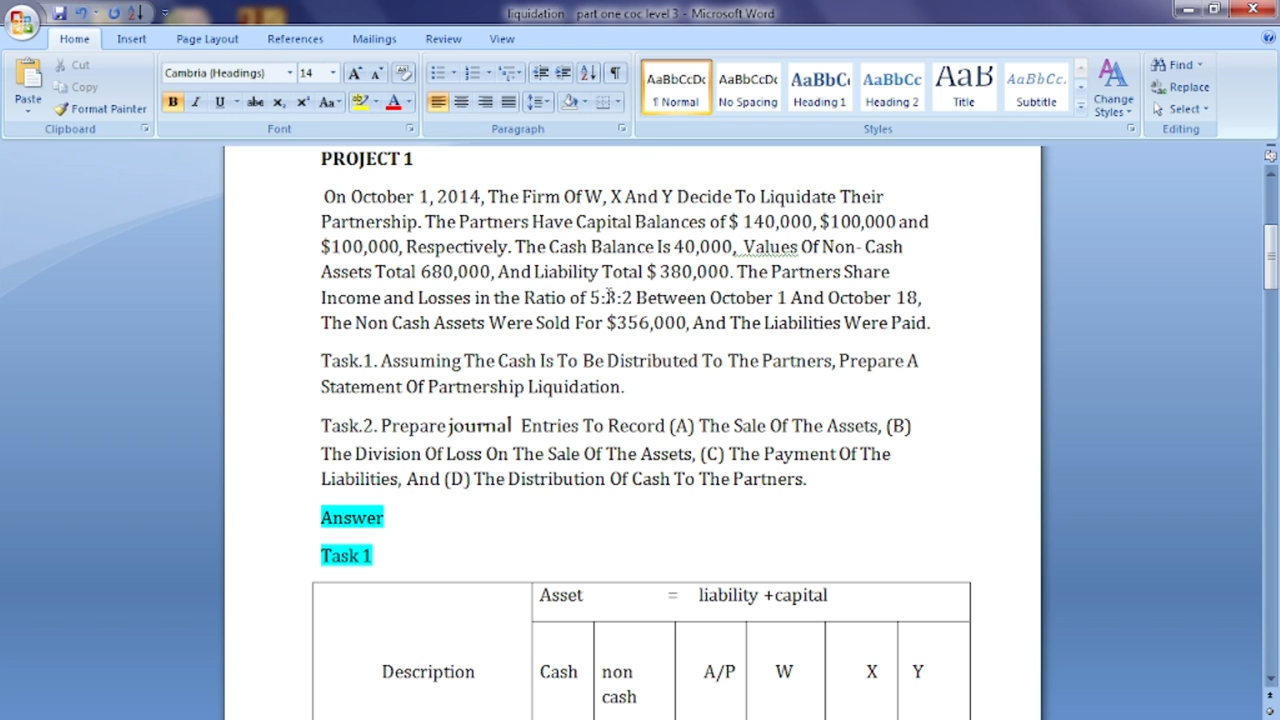 liquidation part one coc level 3 - Microsoft Word
Home Insert Page Layout References Mailings Review View
Cut
Copy
Format Painter
Paste
Clipboard
Cambria (Headings) 14
B I U abc x₂ x² Aa A
Font
Paragraph
AaBbCcDc AaBbCcDc AaBbC AaBbCc AaB AaBbCc.
¶ Normal No Spacing Heading 1 Heading 2 Title Subtitle
Change Styles
Styles
Find
Replace
Select
Editing
PROJECT 1
On October 1, 2014, The Firm Of W, X And Y Decide To Liquidate Their
Partnership. The Partners Have Capital Balances of $ 140,000, $100,000 and
$100,000, Respectively. The Cash Balance Is 40,000, Values Of Non- Cash
Assets Total 680,000, And Liability Total $ 380,000. The Partners Share
Income and Losses in the Ratio of 5:3:2 Between October 1 And October 18,
The Non Cash Assets Were Sold For $356,000, And The Liabilities Were Paid.
Task.1. Assuming The Cash Is To Be Distributed To The Partners, Prepare A
Statement Of Partnership Liquidation.
Task.2. Prepare journal Entries To Record (A) The Sale Of The Assets, (B)
The Division Of Loss On The Sale Of The Assets, (C) The Payment Of The
Liabilities, And (D) The Distribution Of Cash To The Partners.
Answer
Task 1
Asset = liability +capital
Description Cash non cash A/P W X Y